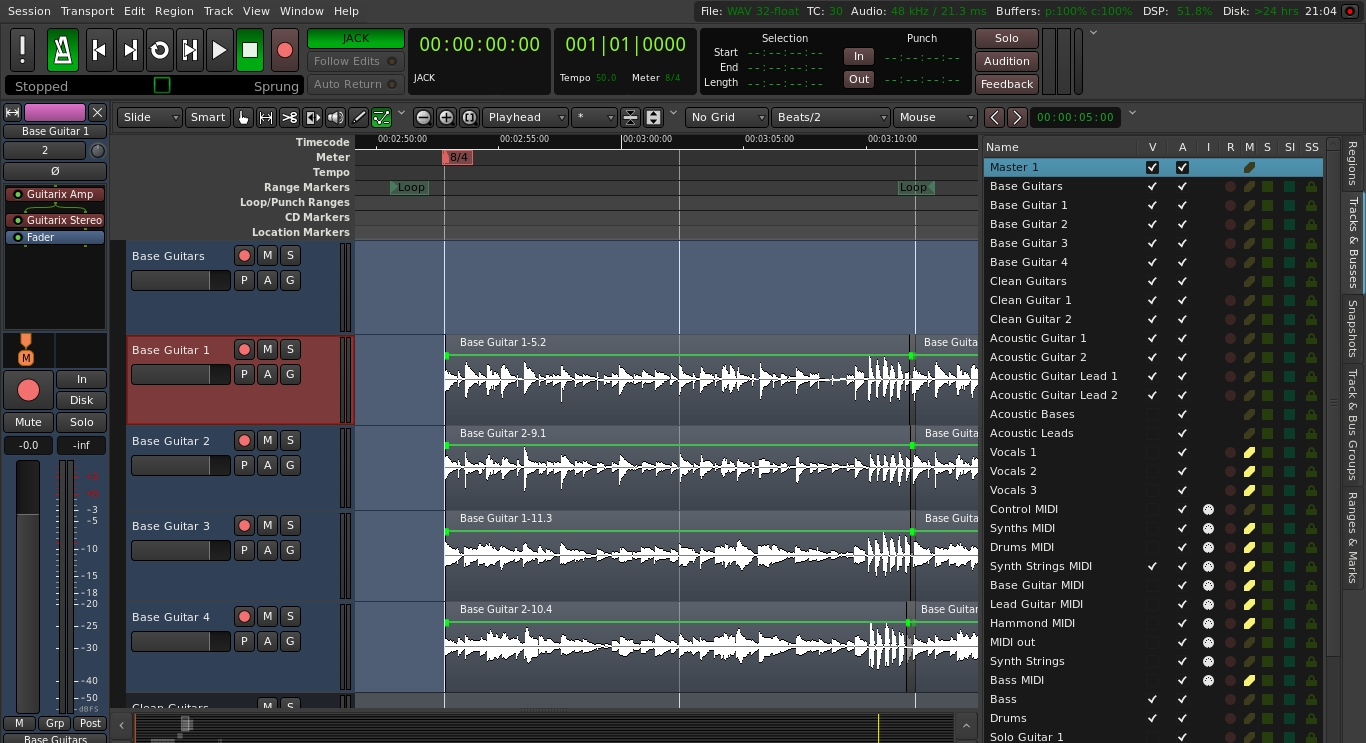 Session Transport Edit Region Track View Window Help
File: WAV 32-float TC: 30 Audio: 48 kHz / 21.3 ms Buffers: p:100% c:100% DSP: 51.8% Disk: >24 hrs 21:04
JACK
Follow Edits
Auto Return
Stopped Sprung
00:00:00:00
JACK
001|01|0000
Tempo 50.0 Meter 8/4
Selection Punch
Start --:--:--:-- In --:--:--:--
End --:--:--:--
Length --:--:--:-- Out --:--:--:--
Solo
Audition
Feedback
Base Guitar 1
2
Ø
Guitarix Amp
Guitarix Stereo
Fader
M
In
Disk
Mute Solo
-0.0 -inf
-3
-5
-10
-15
-18
-20
-25
-30
-40
-50
dBFS
M Grp Post
Base Guitars
Slide Smart Playhead * No Grid Beats/2 Mouse 00:00:05:00
Timecode 00:02:50:00 00:02:55:00 00:03:00:00 00:03:05:00 00:03:10:00
Meter 8/4
Tempo
Range Markers Loop Loop
Loop/Punch Ranges
CD Markers
Location Markers
Base Guitars M S
P A G
Base Guitar 1 M S
P A G
Base Guitar 1-5.2 Base Guita
Base Guitar 2 M S
P A G
Base Guitar 2-9.1 Base Guita
Base Guitar 3 M S
P A G
Base Guitar 1-11.3 Base Guita
Base Guitar 4 M S
P A G
Base Guitar 2-10.4 Base Guitar
Clean Guitars
Name V A I R M S SI SS
Master 1
Base Guitars
Base Guitar 1
Base Guitar 2
Base Guitar 3
Base Guitar 4
Clean Guitars
Clean Guitar 1
Clean Guitar 2
Acoustic Guitar 1
Acoustic Guitar 2
Acoustic Guitar Lead 1
Acoustic Guitar Lead 2
Acoustic Bases
Acoustic Leads
Vocals 1
Vocals 2
Vocals 3
Control MIDI
Synths MIDI
Drums MIDI
Synth Strings MIDI
Base Guitar MIDI
Lead Guitar MIDI
Hammond MIDI
MIDI out
Synth Strings
Bass MIDI
Bass
Drums
Solo Guitar 1
Regions
Tracks & Busses
Snapshots
Track & Bus Groups
Ranges & Marks